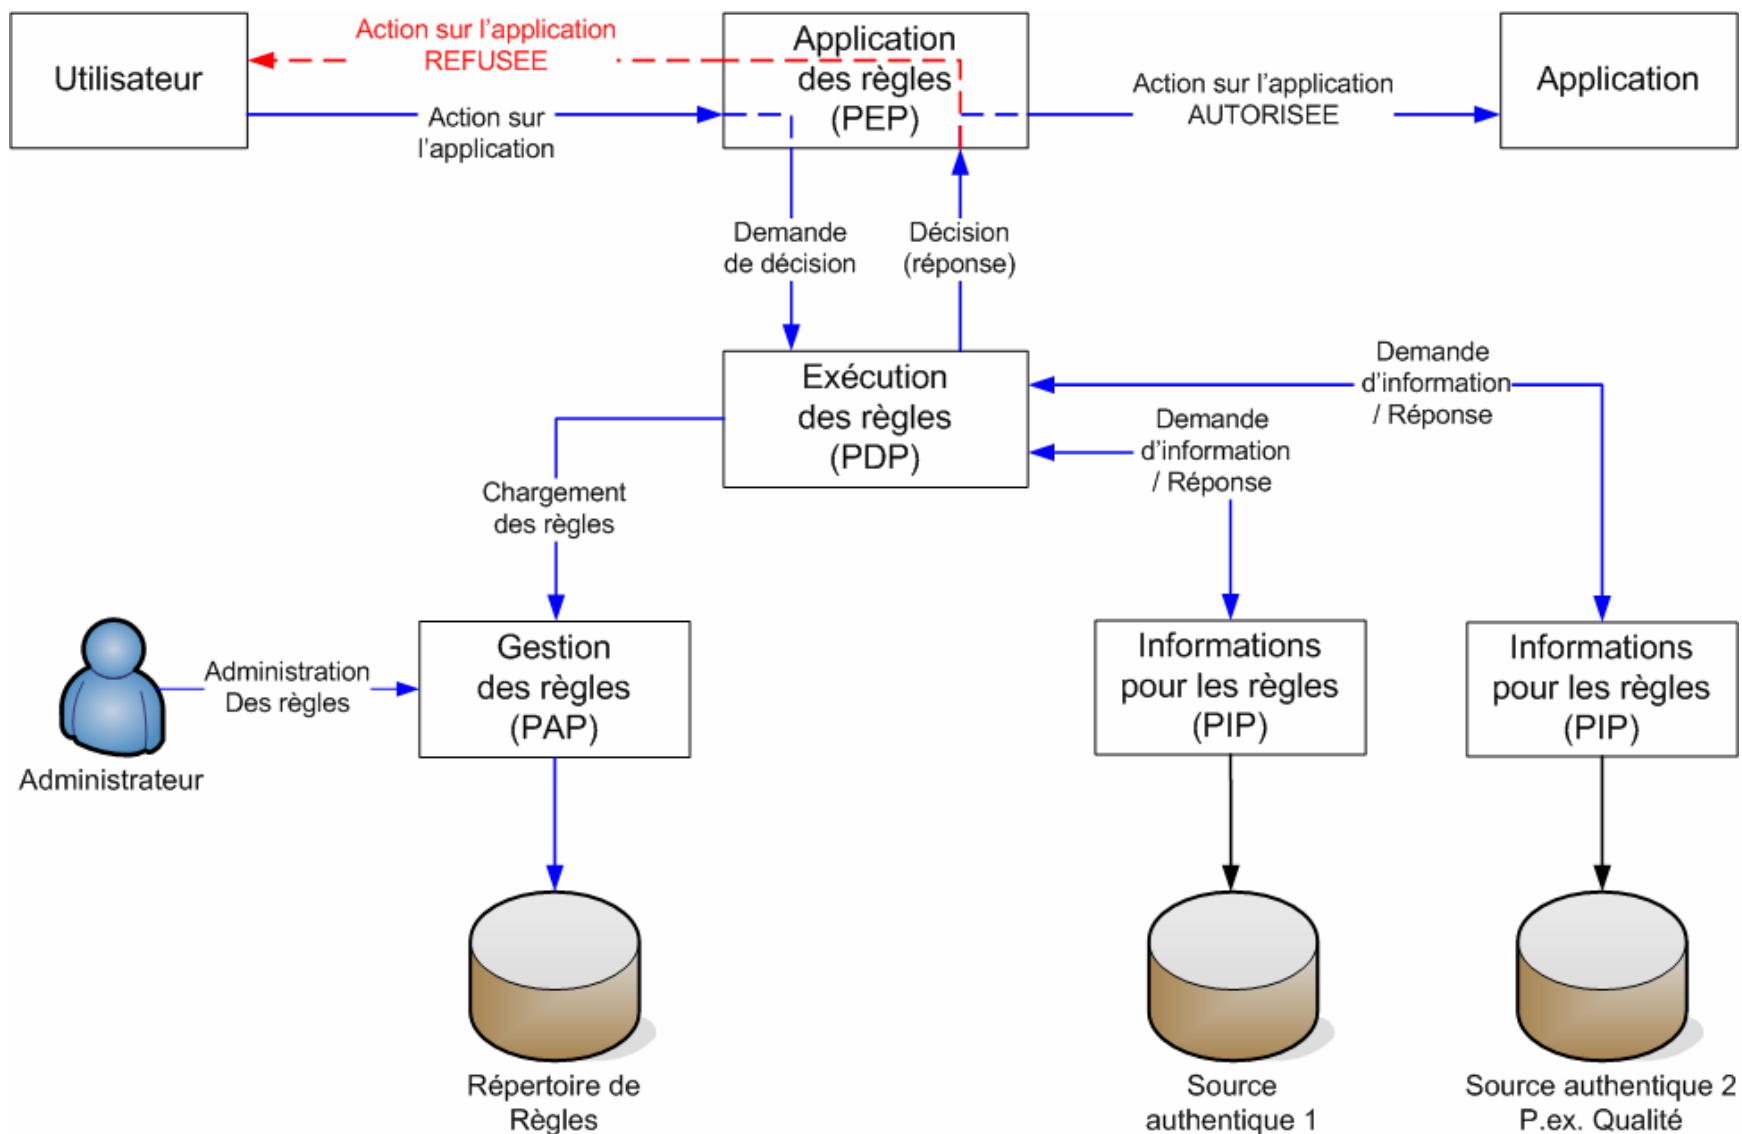 Utilisateur
Action sur l’application
REFUSEE
Action sur
l’application
Application
des règles
(PEP)
Action sur l’application
AUTORISEE
Application
Demande
de décision
Décision
(réponse)
Exécution
des règles
(PDP)
Demande
d’information
/ Réponse
Demande
d’information
/ Réponse
Chargement
des règles
Administrateur
Administration
Des règles
Gestion
des règles
(PAP)
Informations
pour les règles
(PIP)
Informations
pour les règles
(PIP)
Répertoire de
Règles
Source
authentique 1
Source authentique 2
P.ex. Qualité